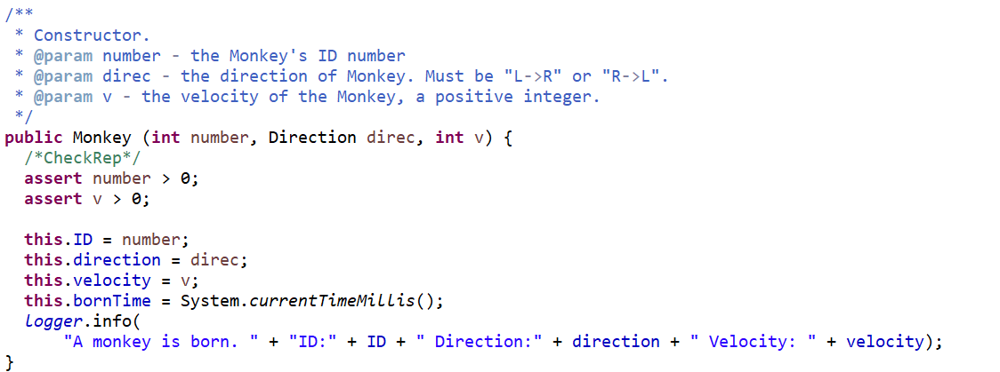 /**
 * Constructor.
 * @param number - the Monkey's ID number
 * @param direc - the direction of Monkey. Must be "L->R" or "R->L".
 * @param v - the velocity of the Monkey, a positive integer.
 */
public Monkey (int number, Direction direc, int v) {
  /*CheckRep*/
  assert number > 0;
  assert v > 0;

  this.ID = number;
  this.direction = direc;
  this.velocity = v;
  this.bornTime = System.currentTimeMillis();
  logger.info(
      "A monkey is born. " + "ID:" + ID + " Direction:" + direction + " Velocity: " + velocity);
}